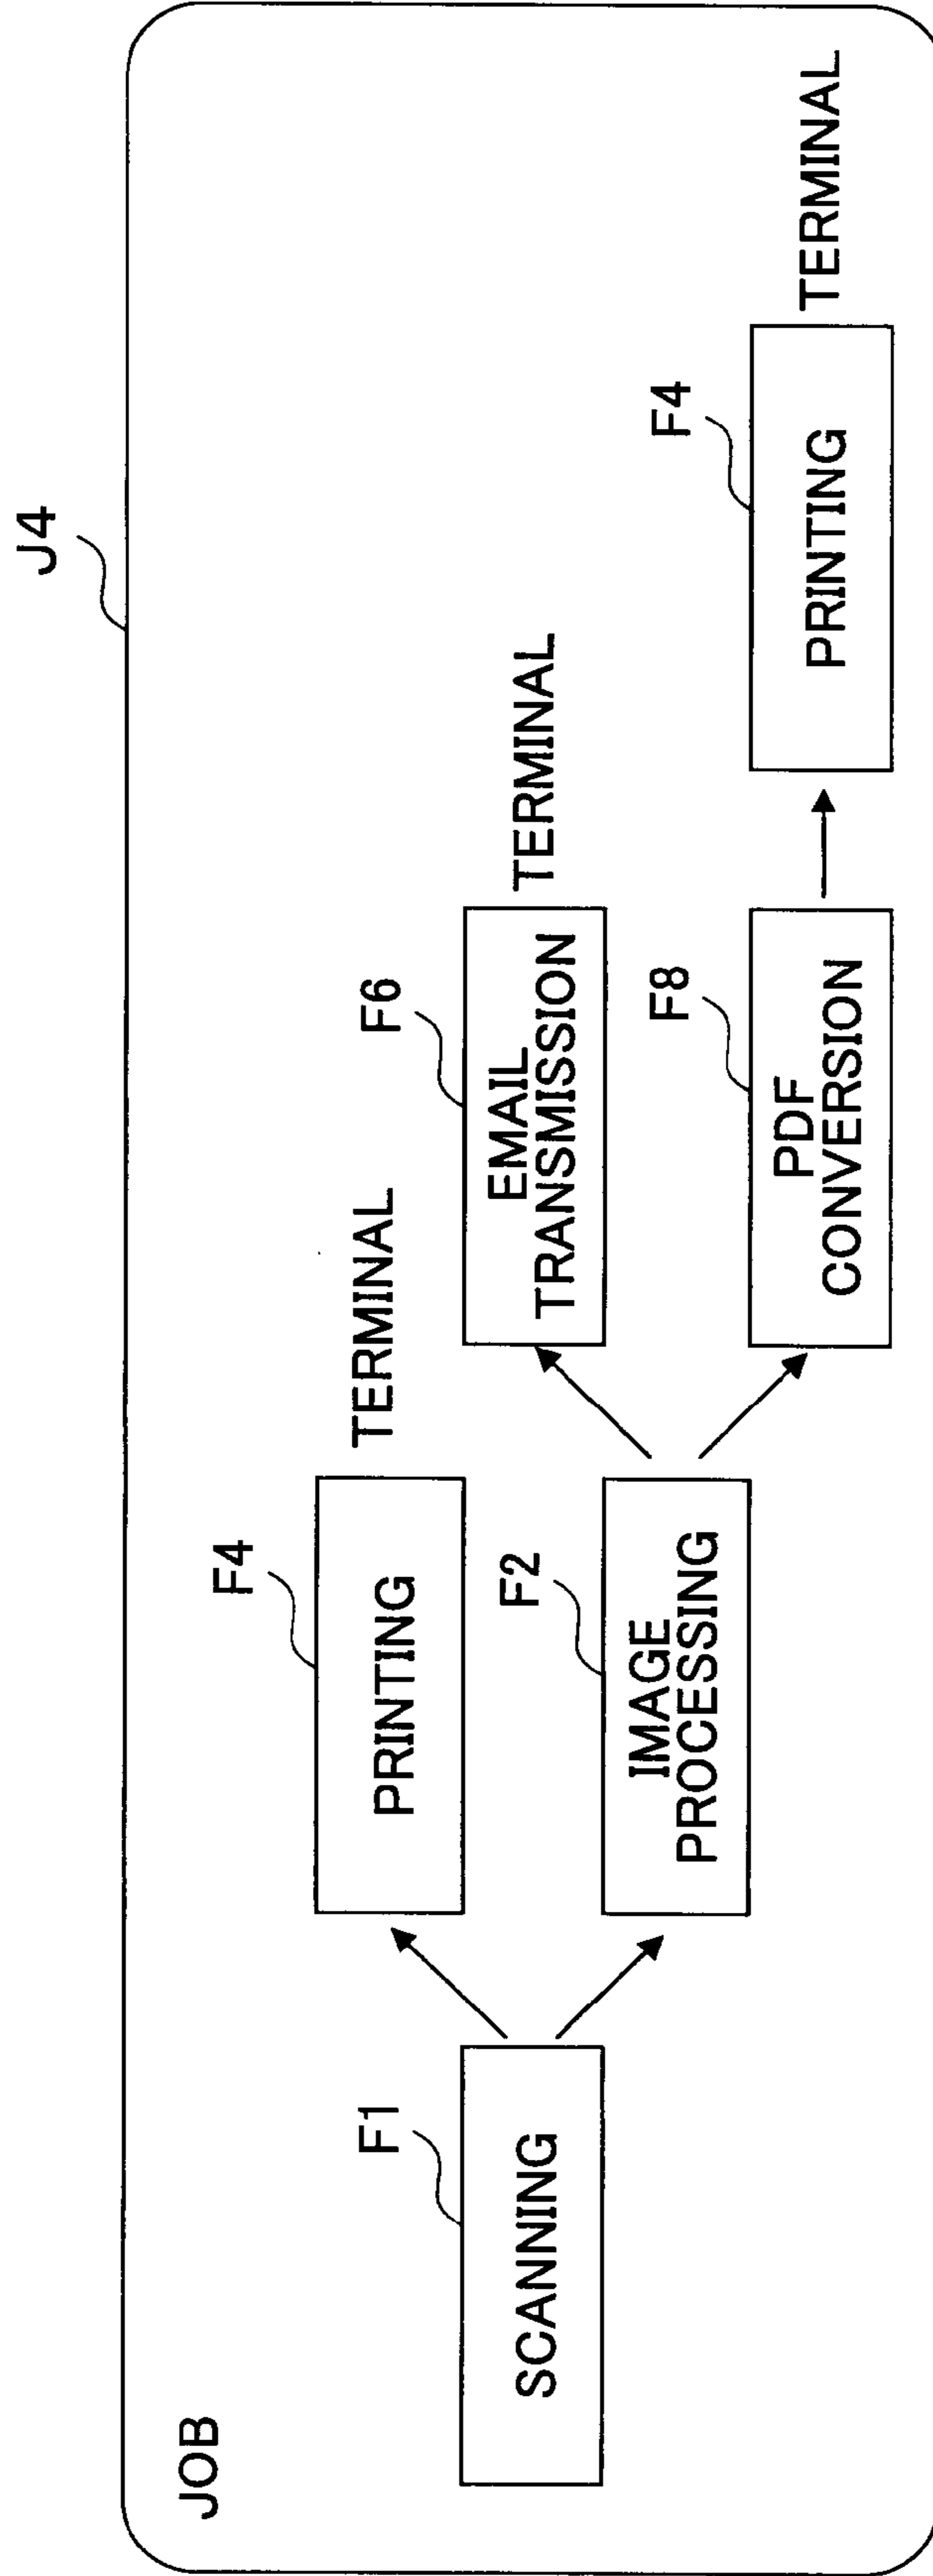 J4
JOB
F1
SCANNING
F4
PRINTING
TERMINAL
F2
IMAGE
PROCESSING
F6
EMAIL
TRANSMISSION
TERMINAL
F8
PDF
CONVERSION
F4
PRINTING
TERMINAL